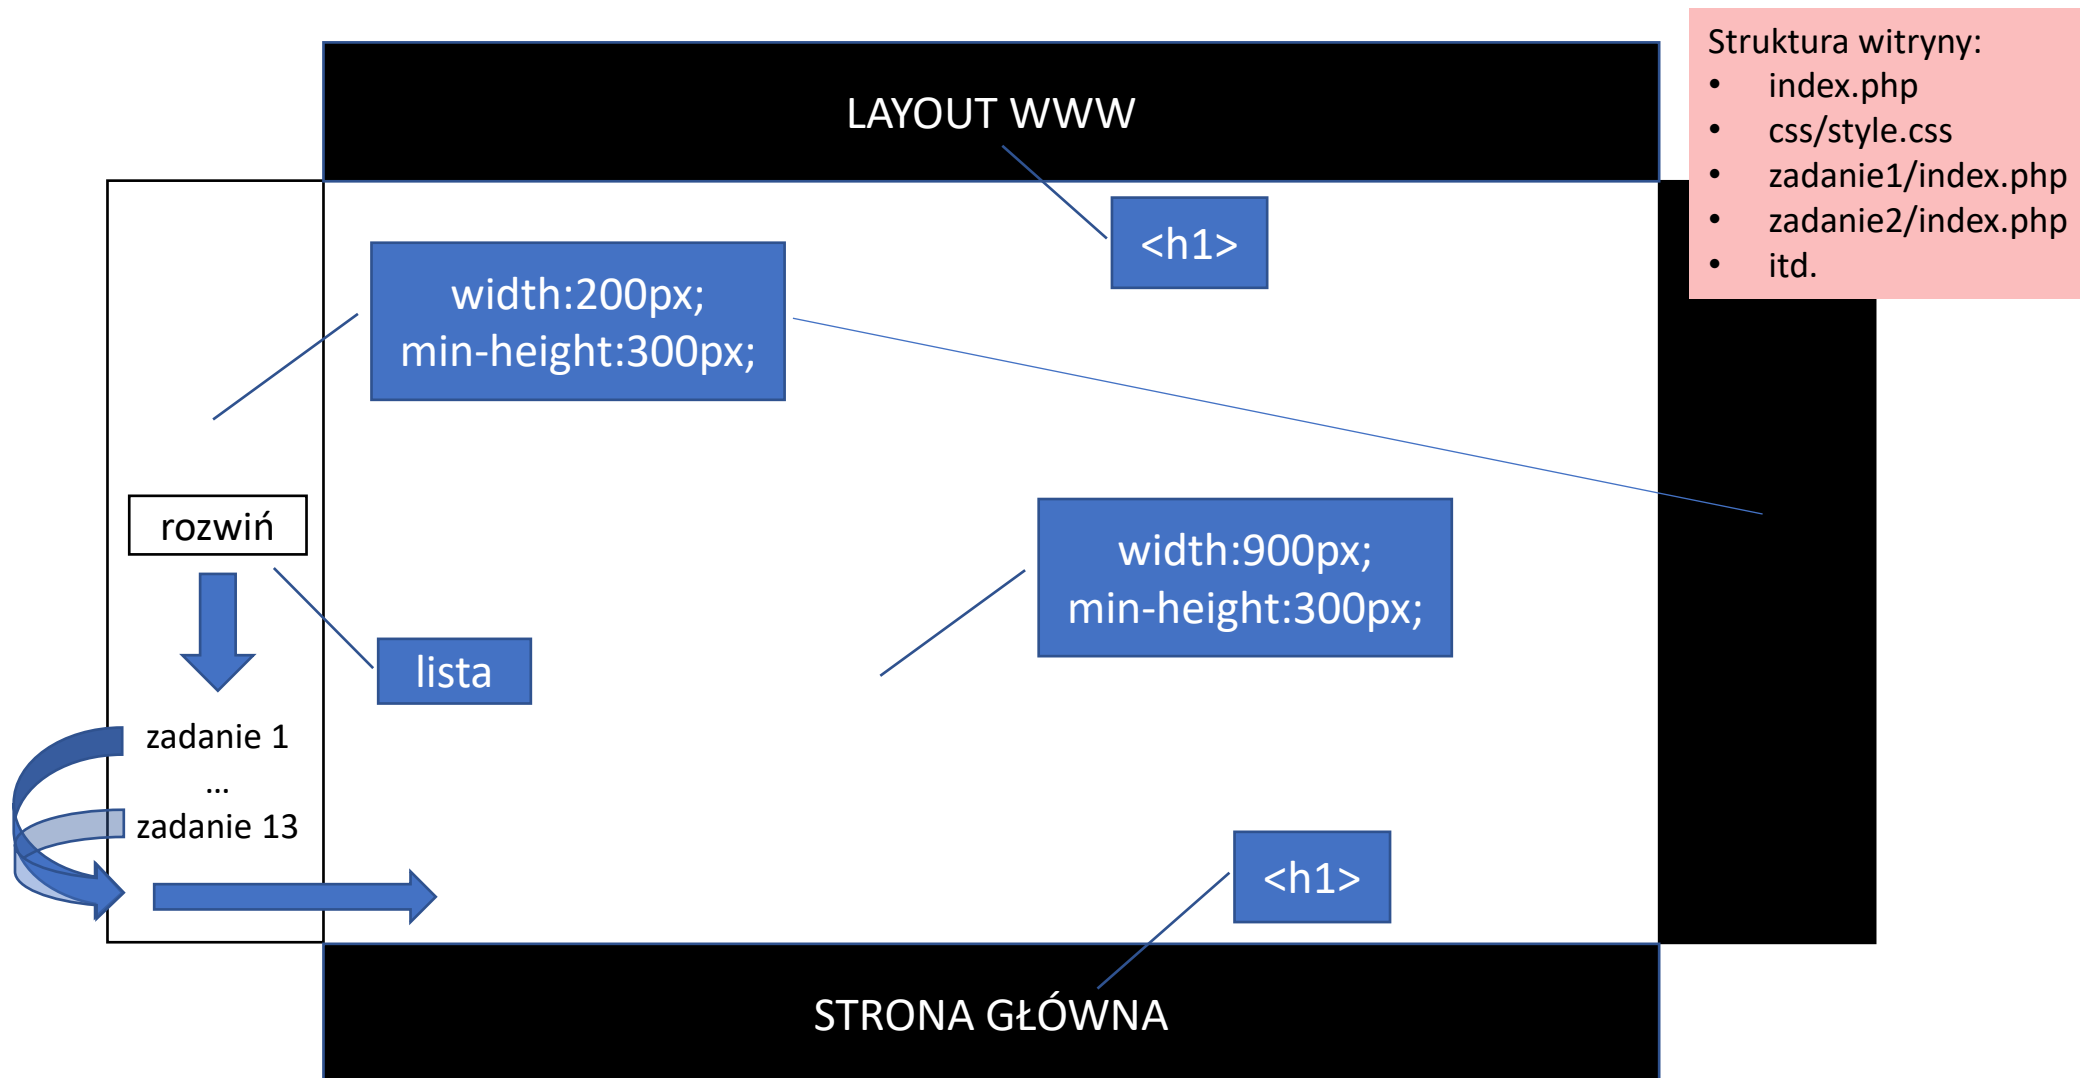 LAYOUT WWW
Struktura witryny:
• index.php
• css/style.css
• zadanie1/index.php
• zadanie2/index.php
• itd.
<h1>
width:200px;
min-height:300px;
rozwiń
width:900px;
min-height:300px;
lista
zadanie 1
...
zadanie 13
<h1>
STRONA GŁÓWNA